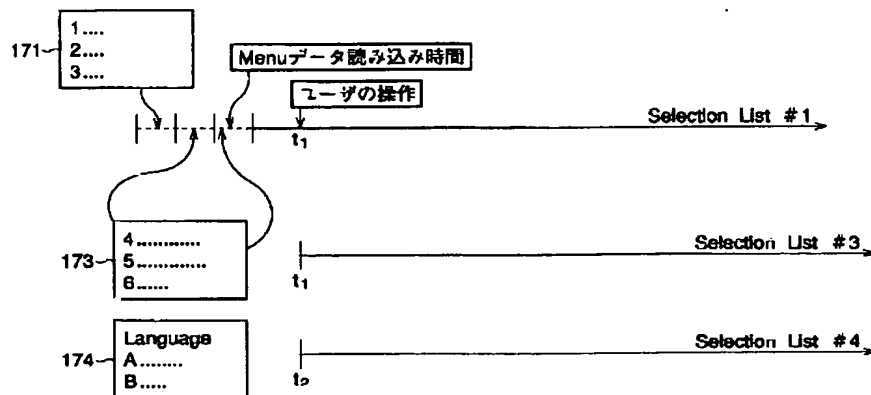 171
1....
2....
3....
Menuデータ読み込み時間
ユーザの操作
Selection List #1
t1
173
4.............
5..............
6......
Selection List #3
t1
174
Language
A.........
B.....
Selection List #4
t2